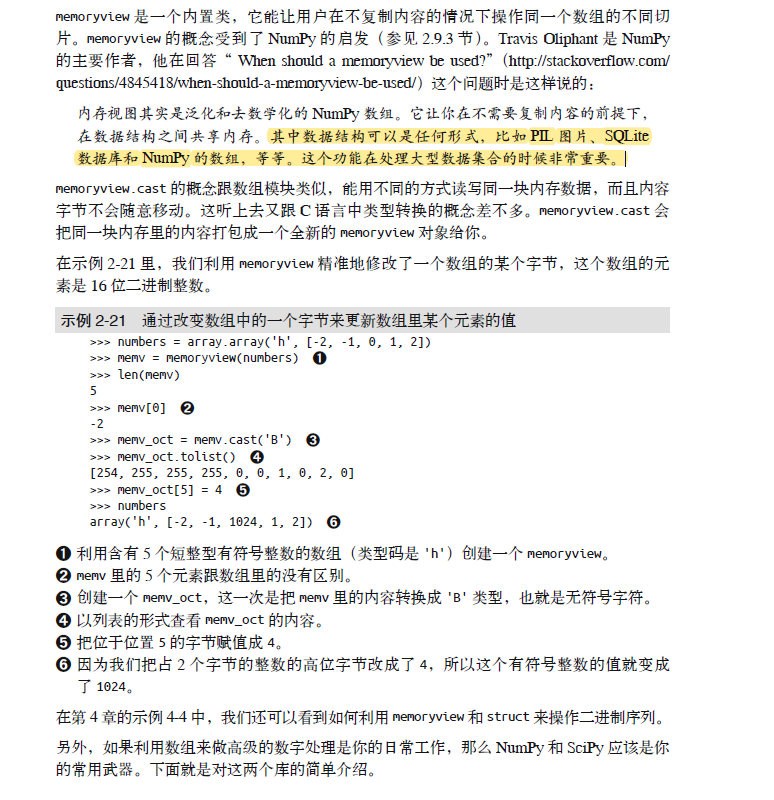 memoryview 是一个内置类，它能让用户在不复制内容的情况下操作同一个数组的不同切
片。memoryview 的概念受到了 NumPy 的启发（参见 2.9.3 节）。Travis Oliphant 是 NumPy
的主要作者，他在回答“ When should a memoryview be used?”（http://stackoverflow.com/
questions/4845418/when-should-a-memoryview-be-used/）这个问题时是这样说的：
内存视图其实是泛化和去数学化的 NumPy 数组。它让你在不需要复制内容的前提下，
在数据结构之间共享内存。其中数据结构可以是任何形式，比如 PIL 图片、SQLite
数据库和 NumPy 的数组，等等。这个功能在处理大型数据集合的时候非常重要。
memoryview.cast 的概念跟数组模块类似，能用不同的方式读写同一块内存数据，而且内容
字节不会随意移动。这听上去又跟 C 语言中类型转换的概念差不多。memoryview.cast 会
把同一块内存里的内容打包成一个全新的 memoryview 对象给你。
在示例 2-21 里，我们利用 memoryview 精准地修改了一个数组的某个字节，这个数组的元
素是 16 位二进制整数。
示例 2-21 通过改变数组中的一个字节来更新数组里某个元素的值
>>> numbers = array.array('h', [-2, -1, 0, 1, 2])
>>> memv = memoryview(numbers) ❶
>>> len(memv)
5
>>> memv[0] ❷
-2
>>> memv_oct = memv.cast('B') ❸
>>> memv_oct.tolist() ❹
[254, 255, 255, 255, 0, 0, 1, 0, 2, 0]
>>> memv_oct[5] = 4 ❺
>>> numbers
array('h', [-2, -1, 1024, 1, 2]) ❻
❶ 利用含有 5 个短整型有符号整数的数组（类型码是 'h'）创建一个 memoryview。
❷ memv 里的 5 个元素跟数组里的没有区别。
❸ 创建一个 memv_oct，这一次是把 memv 里的内容转换成 'B' 类型，也就是无符号字符。
❹ 以列表的形式查看 memv_oct 的内容。
❺ 把位于位置 5 的字节赋值成 4。
❻ 因为我们把占 2 个字节的整数的高位字节改成了 4，所以这个有符号整数的值就变成
了 1024。
在第 4 章的示例 4-4 中，我们还可以看到如何利用 memoryview 和 struct 来操作二进制序列。
另外，如果利用数组来做高级的数字处理是你的日常工作，那么 NumPy 和 SciPy 应该是你
的常用武器。下面就是对这两个库的简单介绍。